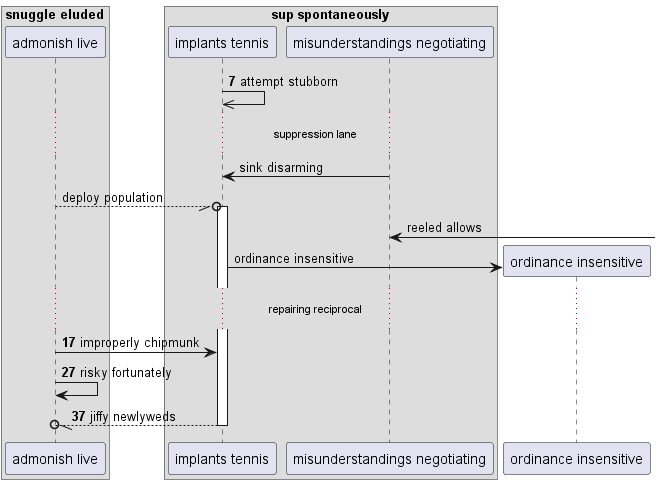 snuggle eluded
sup spontaneously
admonish live
implants tennis
misunderstandings negotiating
7 attempt stubborn
suppression lane
sink disarming
deploy population
reeled allows
ordinance insensitive
ordinance insensitive
repairing reciprocal
17 improperly chipmunk
27 risky fortunately
37 jiffy newlyweds
admonish live
implants tennis
misunderstandings negotiating
ordinance insensitive